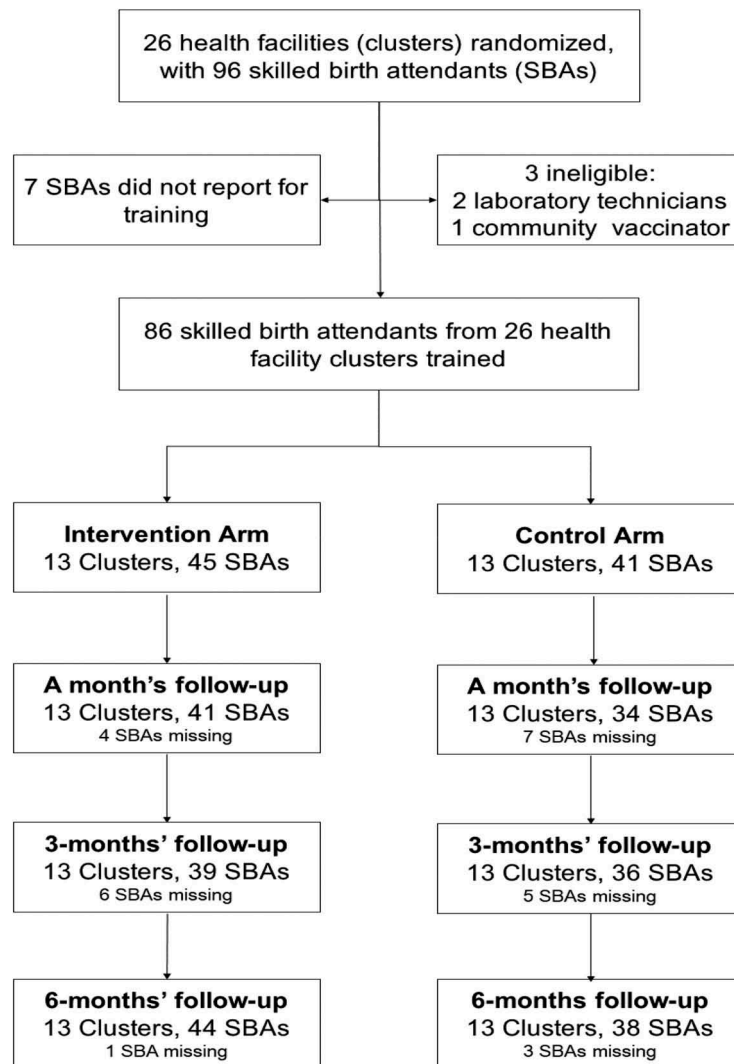 26 health facilities (clusters) randomized,
with 96 skilled birth attendants (SBAs)
7 SBAs did not report for
training
3 ineligible:
2 laboratory technicians
1 community vaccinator
86 skilled birth attendants from 26 health
facility clusters trained
Intervention Arm
13 Clusters, 45 SBAs
Control Arm
13 Clusters, 41 SBAs
A month's follow-up
13 Clusters, 41 SBAs
4 SBAs missing
A month's follow-up
13 Clusters, 34 SBAs
7 SBAs missing
3-months' follow-up
13 Clusters, 39 SBAs
6 SBAs missing
3-months' follow-up
13 Clusters, 36 SBAs
5 SBAs missing
6-months' follow-up
13 Clusters, 44 SBAs
1 SBA missing
6-months follow-up
13 Clusters, 38 SBAs
3 SBAs missing